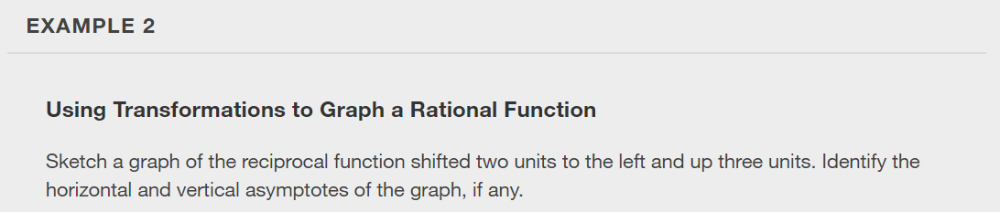 EXAMPLE 2
Using Transformations to Graph a Rational Function
Sketch a graph of the reciprocal function shifted two units to the left and up three units. Identify the
horizontal and vertical asymptotes of the graph, if any.